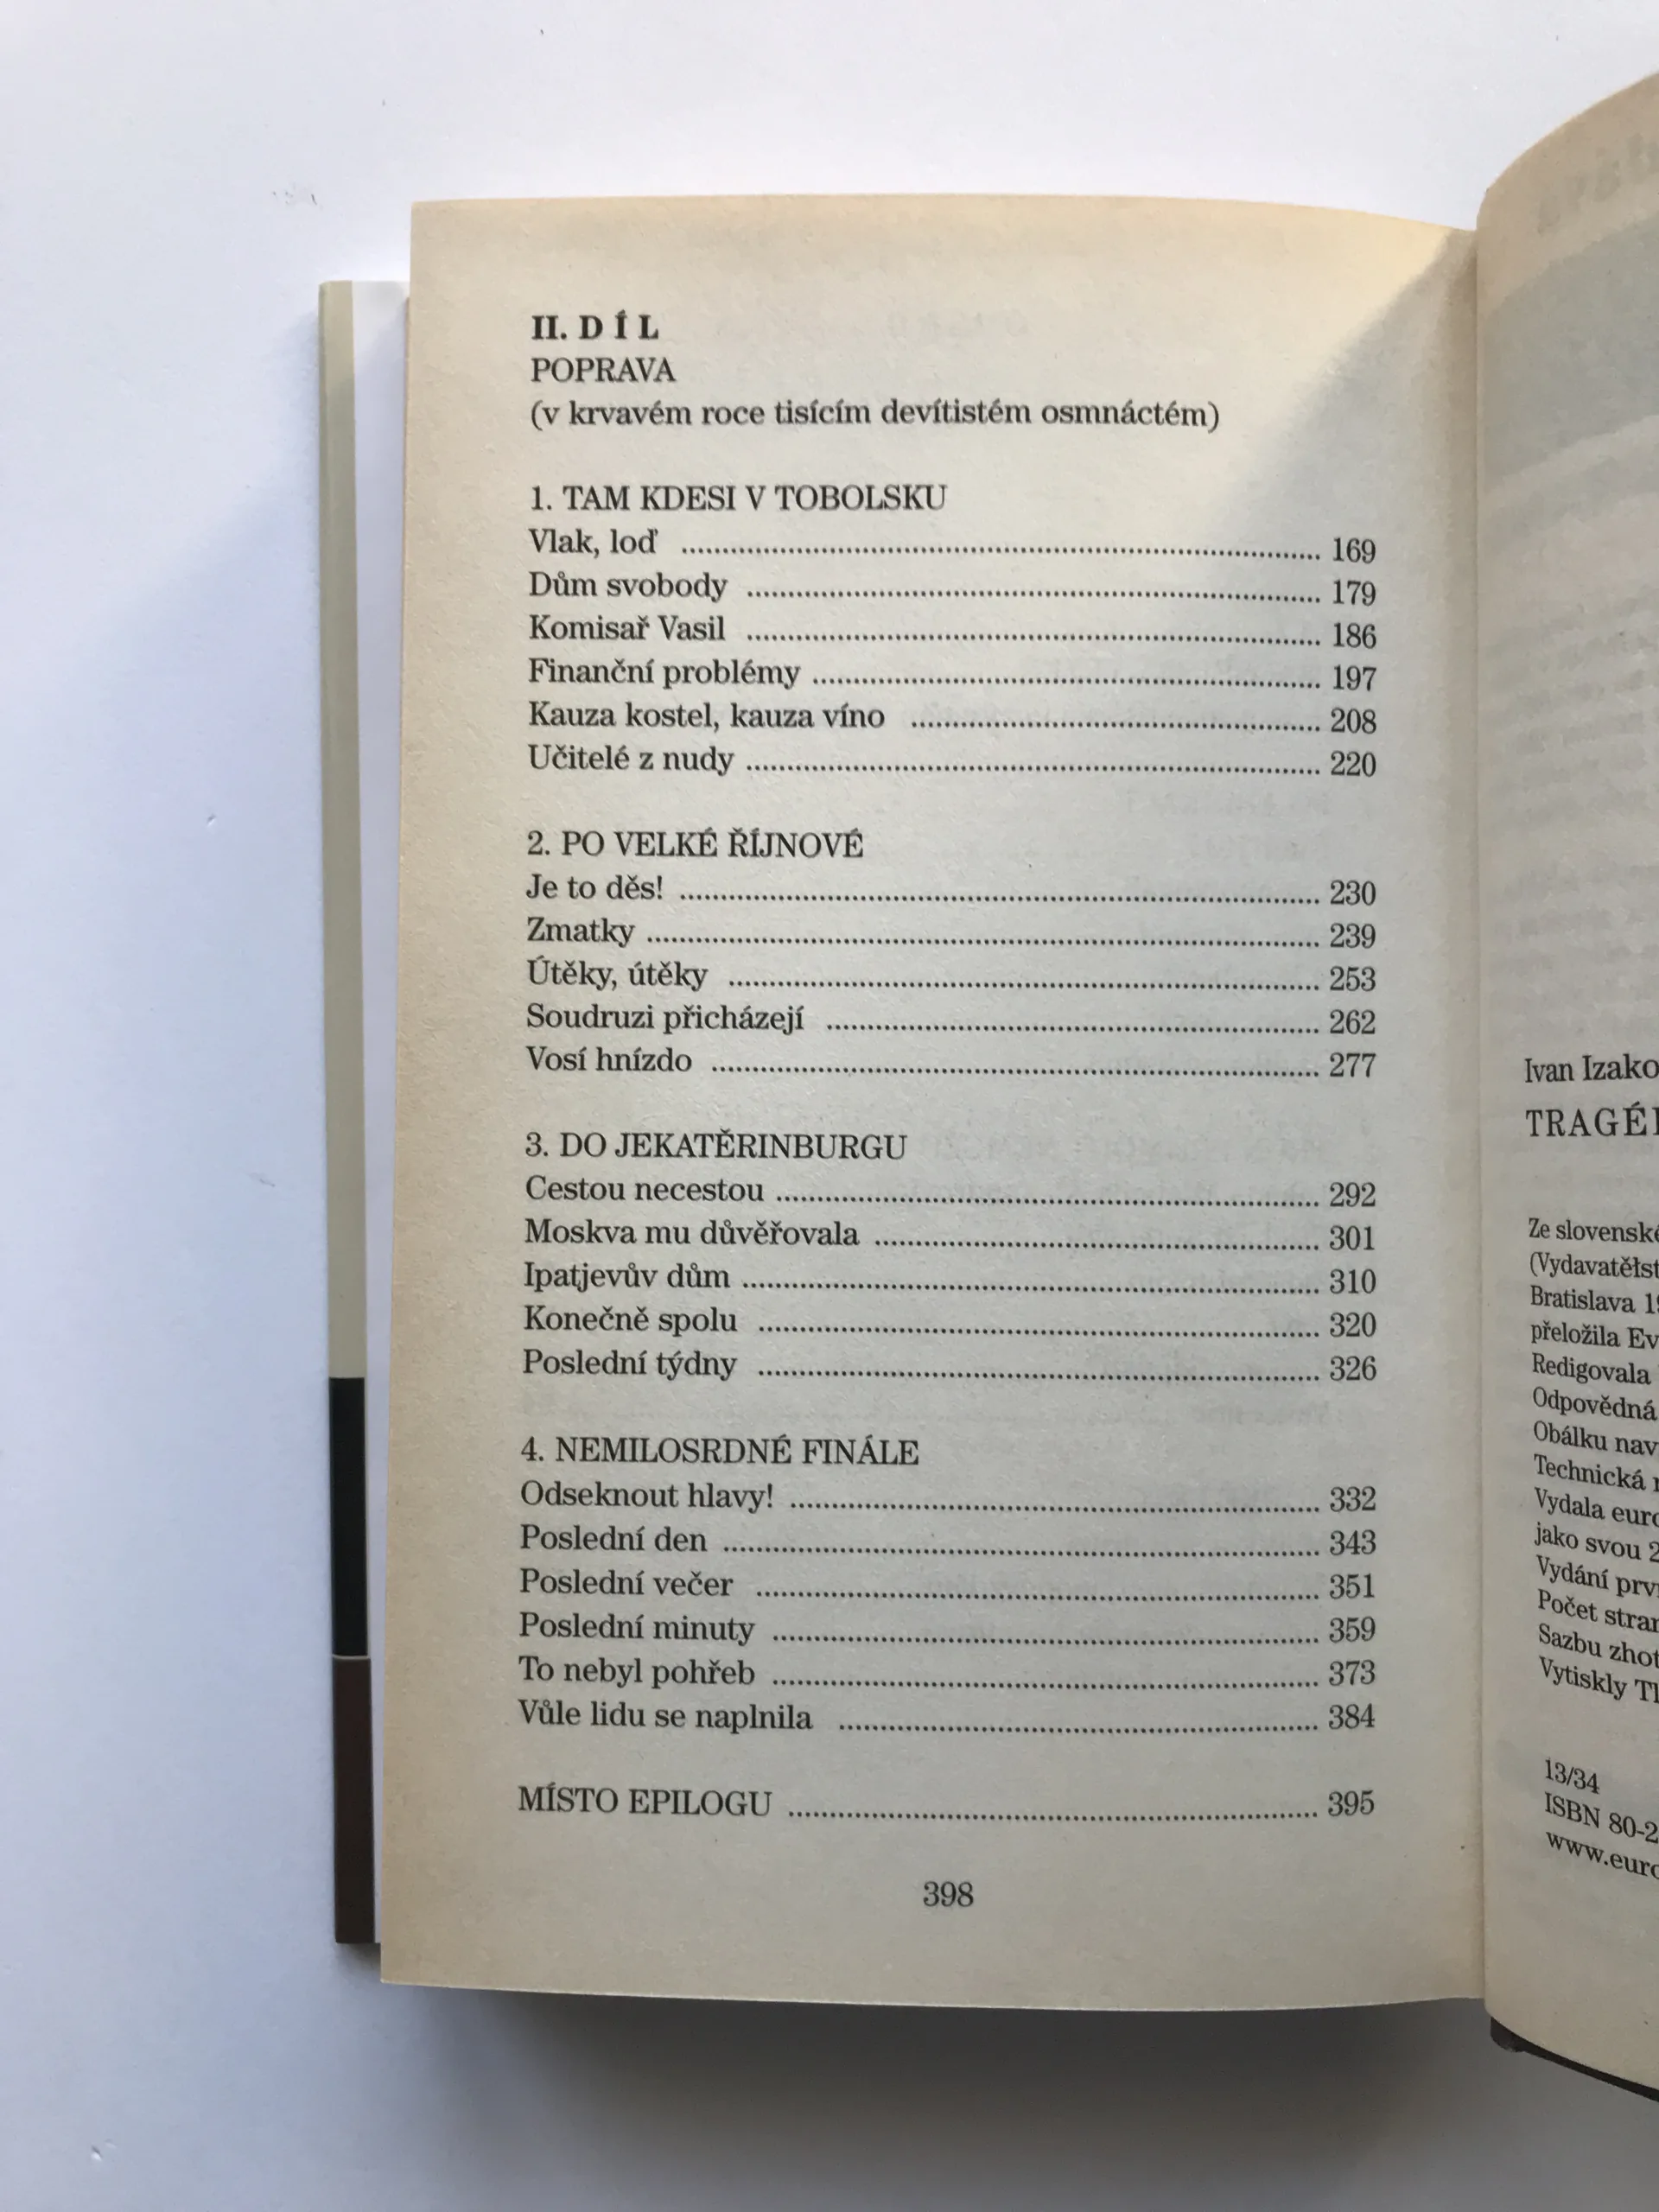 II. DÍL
POPRAVA
(v krvavém roce tisícím devítistém osmnáctém)
1. TAM KDESI V TOBOLSKU
Vlak, loď ........ 169
Dům svobody ........ 179
Komisař Vasil ........ 186
Finanční problémy ........ 197
Kauza kostel, kauza víno ........ 208
Učitelé z nudy ........ 220
2. PO VELKÉ ŘÍJNOVÉ
Je to děs! ........ 230
Zmatky ........ 239
Útěky, útěky ........ 253
Soudruzi přicházejí ........ 262
Vosí hnízdo ........ 277
3. DO JEKATĚRINBURGU
Cestou necestou ........ 292
Moskva mu důvěřovala ........ 301
Ipatjevův dům ........ 310
Konečně spolu ........ 320
Poslední týdny ........ 326
4. NEMILOSRDNÉ FINÁLE
Odseknout hlavy! ........ 332
Poslední den ........ 343
Poslední večer ........ 351
Poslední minuty ........ 359
To nebyl pohřeb ........ 373
Vůle lidu se naplnila ........ 384
MÍSTO EPILOGU ........ 395
398
Ivan Izako
TRAGÉ
Ze slovensk
(Vydavatělst
Bratislava 1
přeložila Ev
Redigovala
Odpovědná
Obálku nav
Technická
Vydala euro
jako svou 2
Vydání prv
Počet stran
Sazbu zhot
Vytiskly Tl
13/34
ISBN 80-2
www.euro